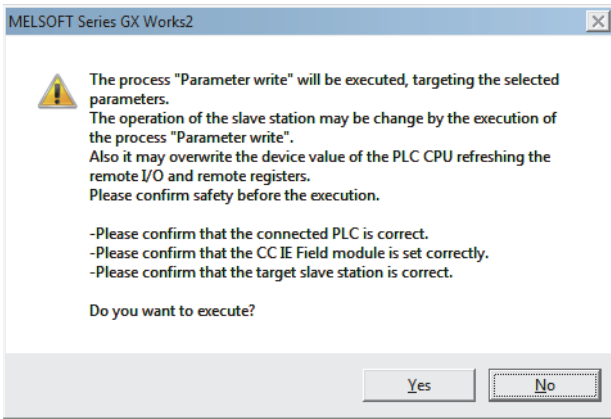 MELSOFT Series GX Works2
The process "Parameter write" will be executed, targeting the selected
parameters.
The operation of the slave station may be change by the execution of
the process "Parameter write".
Also it may overwrite the device value of the PLC CPU refreshing the
remote I/O and remote registers.
Please confirm safety before the execution.
-Please confirm that the connected PLC is correct.
-Please confirm that the CC IE Field module is set correctly.
-Please confirm that the target slave station is correct.
Do you want to execute?
Yes
No